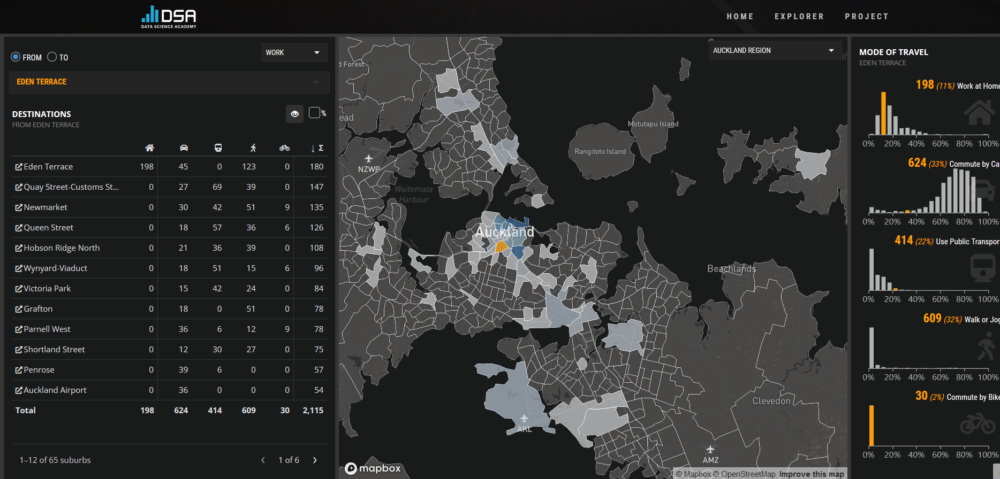 DSA
DATA SCIENCE ACADEMY
HOME EXPLORER PROJECT
FROM TO WORK
EDEN TERRACE
DESTINATIONS
FROM EDEN TERRACE
%
↓ Σ
Eden Terrace 198 45 0 123 0 180
Quay Street-Customs St... 0 27 69 39 0 147
Newmarket 0 30 42 51 9 135
Queen Street 0 18 57 36 6 126
Hobson Ridge North 0 21 36 39 0 108
Wynyard-Viaduct 0 18 51 15 6 96
Victoria Park 0 15 42 24 0 84
Grafton 0 18 0 51 0 78
Parnell West 0 36 6 12 9 78
Shortland Street 0 12 30 27 0 75
Penrose 0 39 6 0 0 57
Auckland Airport 0 36 0 0 0 54
Total 198 624 414 609 30 2,115
1–12 of 65 suburbs ‹ 1 of 6 ›
AUCKLAND REGION
d Forest
ead
Motutapu Island
Rangitoto Island
NZWP
Waitemata
Harbour
Auckland
Beachlands
Clevedon
AKL
AMZ
mapbox
© Mapbox © OpenStreetMap Improve this map
MODE OF TRAVEL
EDEN TERRACE
198 (11%) Work at Home
0% 20% 40% 60% 80% 100%
624 (33%) Commute by Ca
0% 20% 40% 60% 80% 100%
414 (22%) Use Public Transpor
0% 20% 40% 60% 80% 100%
609 (32%) Walk or Jog
0% 20% 40% 60% 80% 100%
30 (2%) Commute by Bike
0% 20% 40% 60% 80% 100%